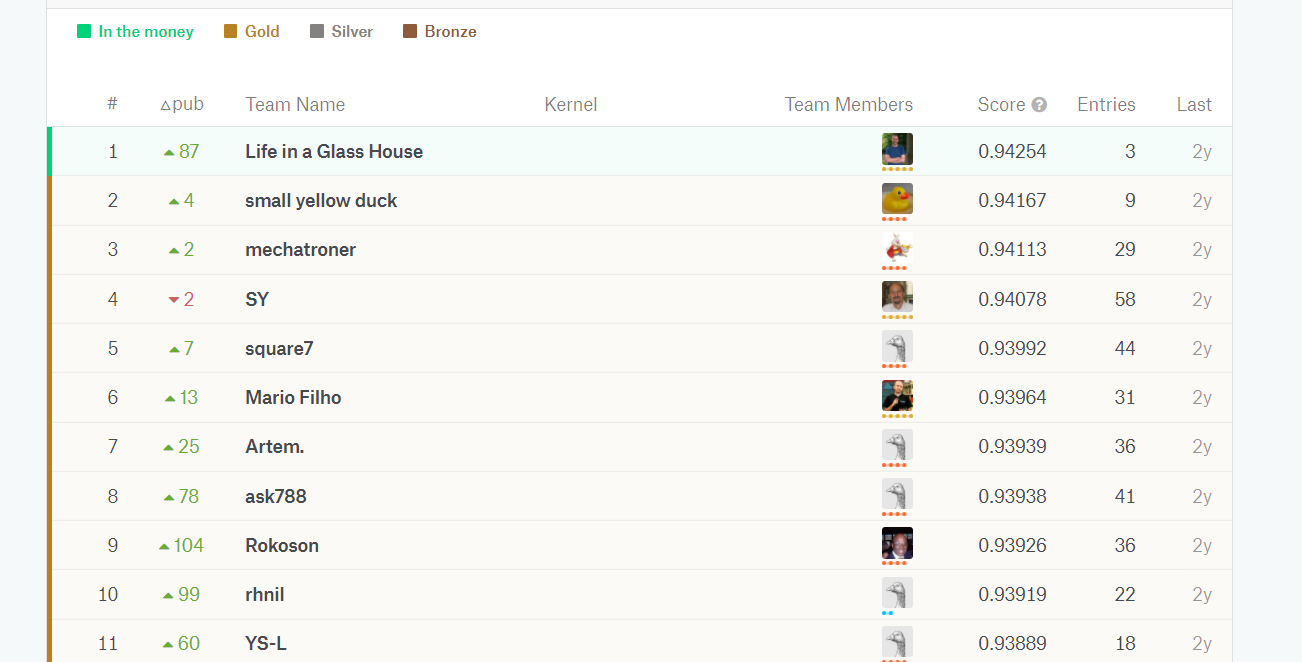 In the money Gold Silver Bronze
# △pub Team Name Kernel Team Members Score ? Entries Last
1 ▲ 87 Life in a Glass House 0.94254 3 2y
2 ▲ 4 small yellow duck 0.94167 9 2y
3 ▲ 2 mechatroner 0.94113 29 2y
4 ▼ 2 SY 0.94078 58 2y
5 ▲ 7 square7 0.93992 44 2y
6 ▲ 13 Mario Filho 0.93964 31 2y
7 ▲ 25 Artem. 0.93939 36 2y
8 ▲ 78 ask788 0.93938 41 2y
9 ▲ 104 Rokoson 0.93926 36 2y
10 ▲ 99 rhnil 0.93919 22 2y
11 ▲ 60 YS-L 0.93889 18 2y